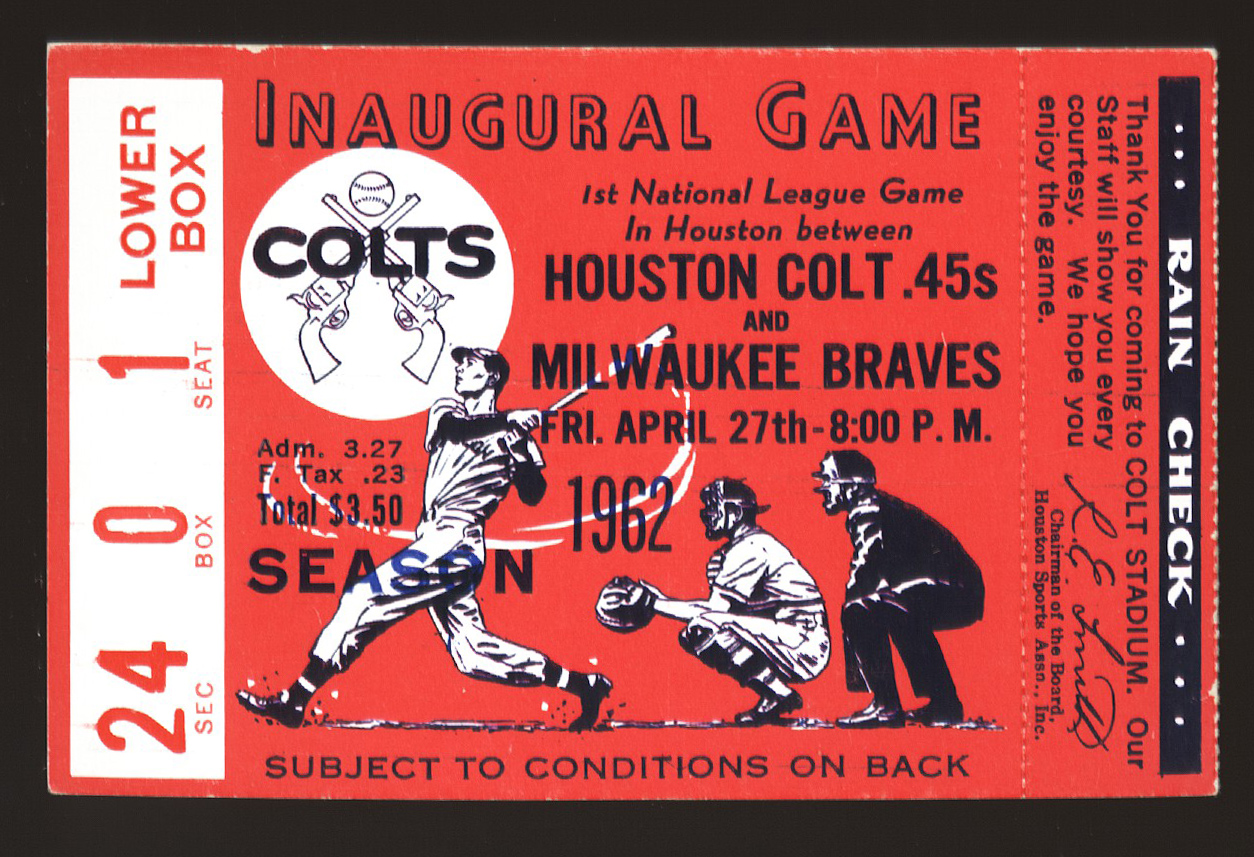 LOWER
BOX
1
SEAT
0
BOX
24
SEC
INAUGURAL GAME
COLTS
1st National League Game
In Houston between
HOUSTON COLT .45s
AND
MILWAUKEE BRAVES
FRI. APRIL 27th-8:00 P. M.
Adm. 3.27
F. Tax .23
Total $3.50
1962
SEASON
SUBJECT TO CONDITIONS ON BACK
RAIN CHECK
Thank You for coming to COLT STADIUM. Our
Staff will show you every
courtesy. We hope you
enjoy the game.
R. E. Smith
Chairman of the Board,
Houston Sports Assn., Inc.